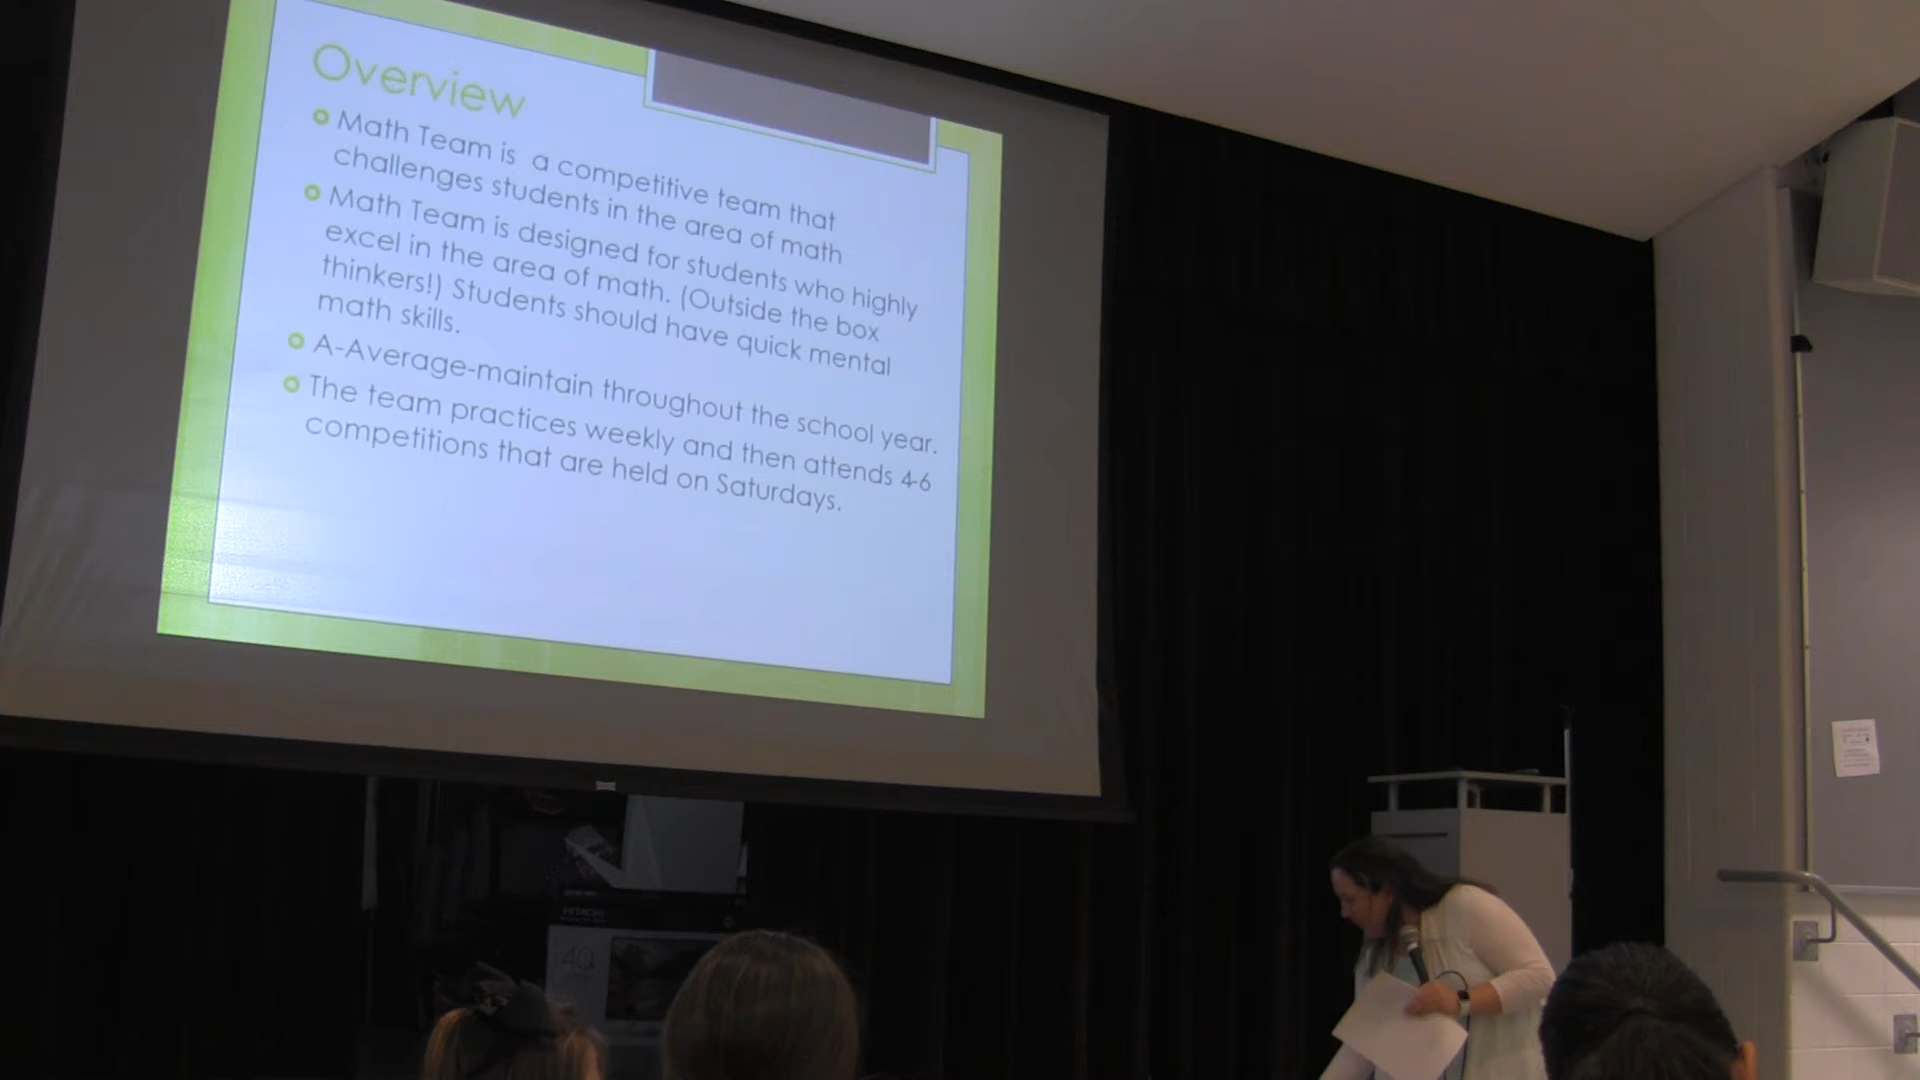 Overview
Math Team is a competitive team that
challenges students in the area of math
Math Team is designed for students who highly
excel in the area of math. (Outside the box
thinkers!) Students should have quick mental
math skills.
A-Average-maintain throughout the school year.
The team practices weekly and then attends 4-6
competitions that are held on Saturdays.
HITACHI
40